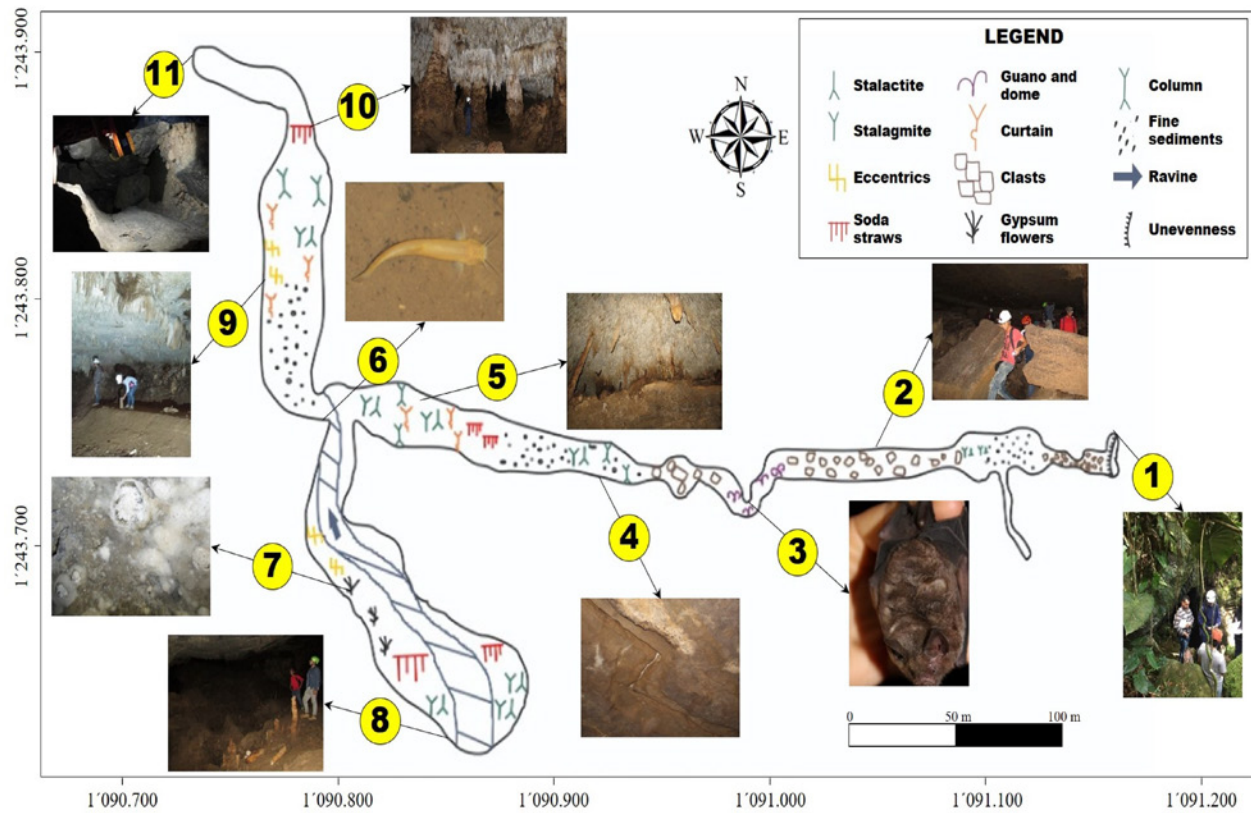 1´243.900
1´243.800
1´243.700
11
10
9
6
5
2
1
7
4
3
8
N
W E
S
LEGEND
Stalactite
Stalagmite
Eccentrics
Soda
straws
Guano and
dome
Curtain
Clasts
Gypsum
flowers
Column
Fine
sediments
Ravine
Unevenness
0 50 m 100 m
1´090.700 1´090.800 1´090.900 1´091.000 1´091.100 1´091.200